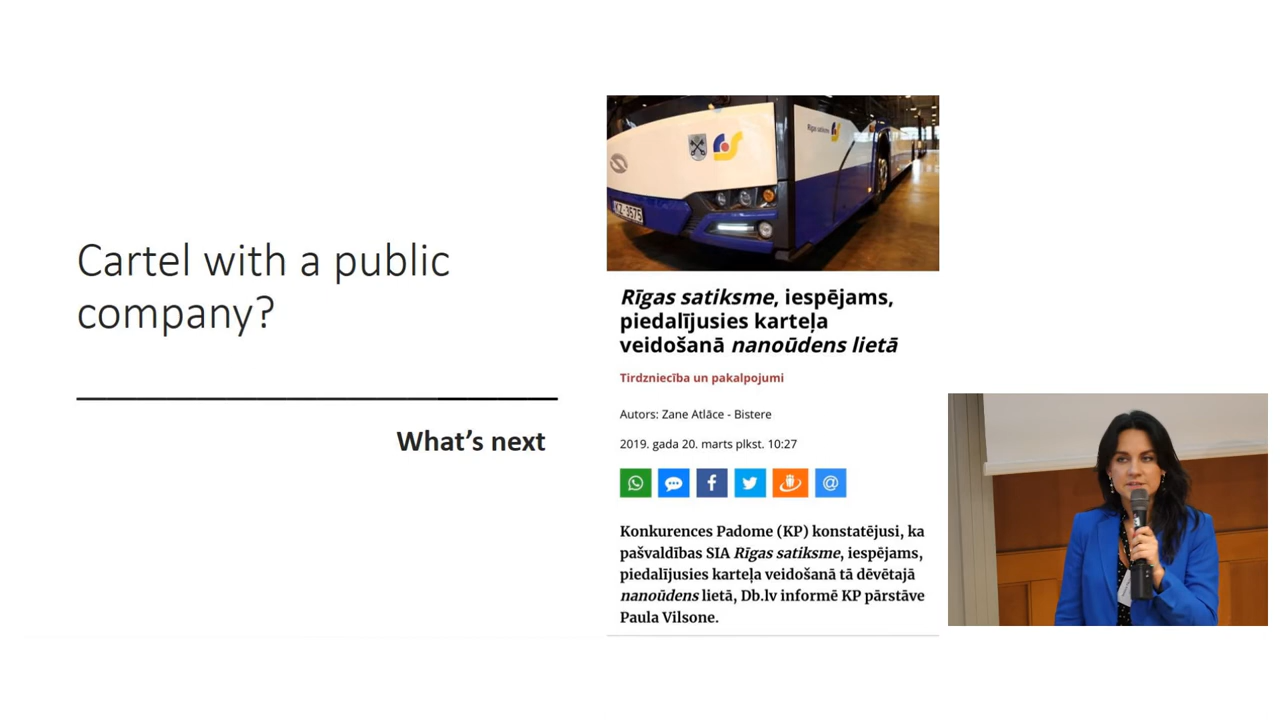 Cartel with a public
company?
What's next
Rīgas satiksme
KZ-3575
Rīgas satiksme, iespējams,
piedalījusies karteļa
veidošanā nanoūdens lietā
Tirdzniecība un pakalpojumi
Autors: Zane Atlāce - Bistere
2019. gada 20. marts plkst. 10:27
Konkurences Padome (KP) konstatējusi, ka
pašvaldības SIA Rīgas satiksme, iespējams,
piedalījusies karteļa veidošanā tā dēvētajā
nanoūdens lietā, Db.lv informē KP pārstāve
Paula Vilsone.